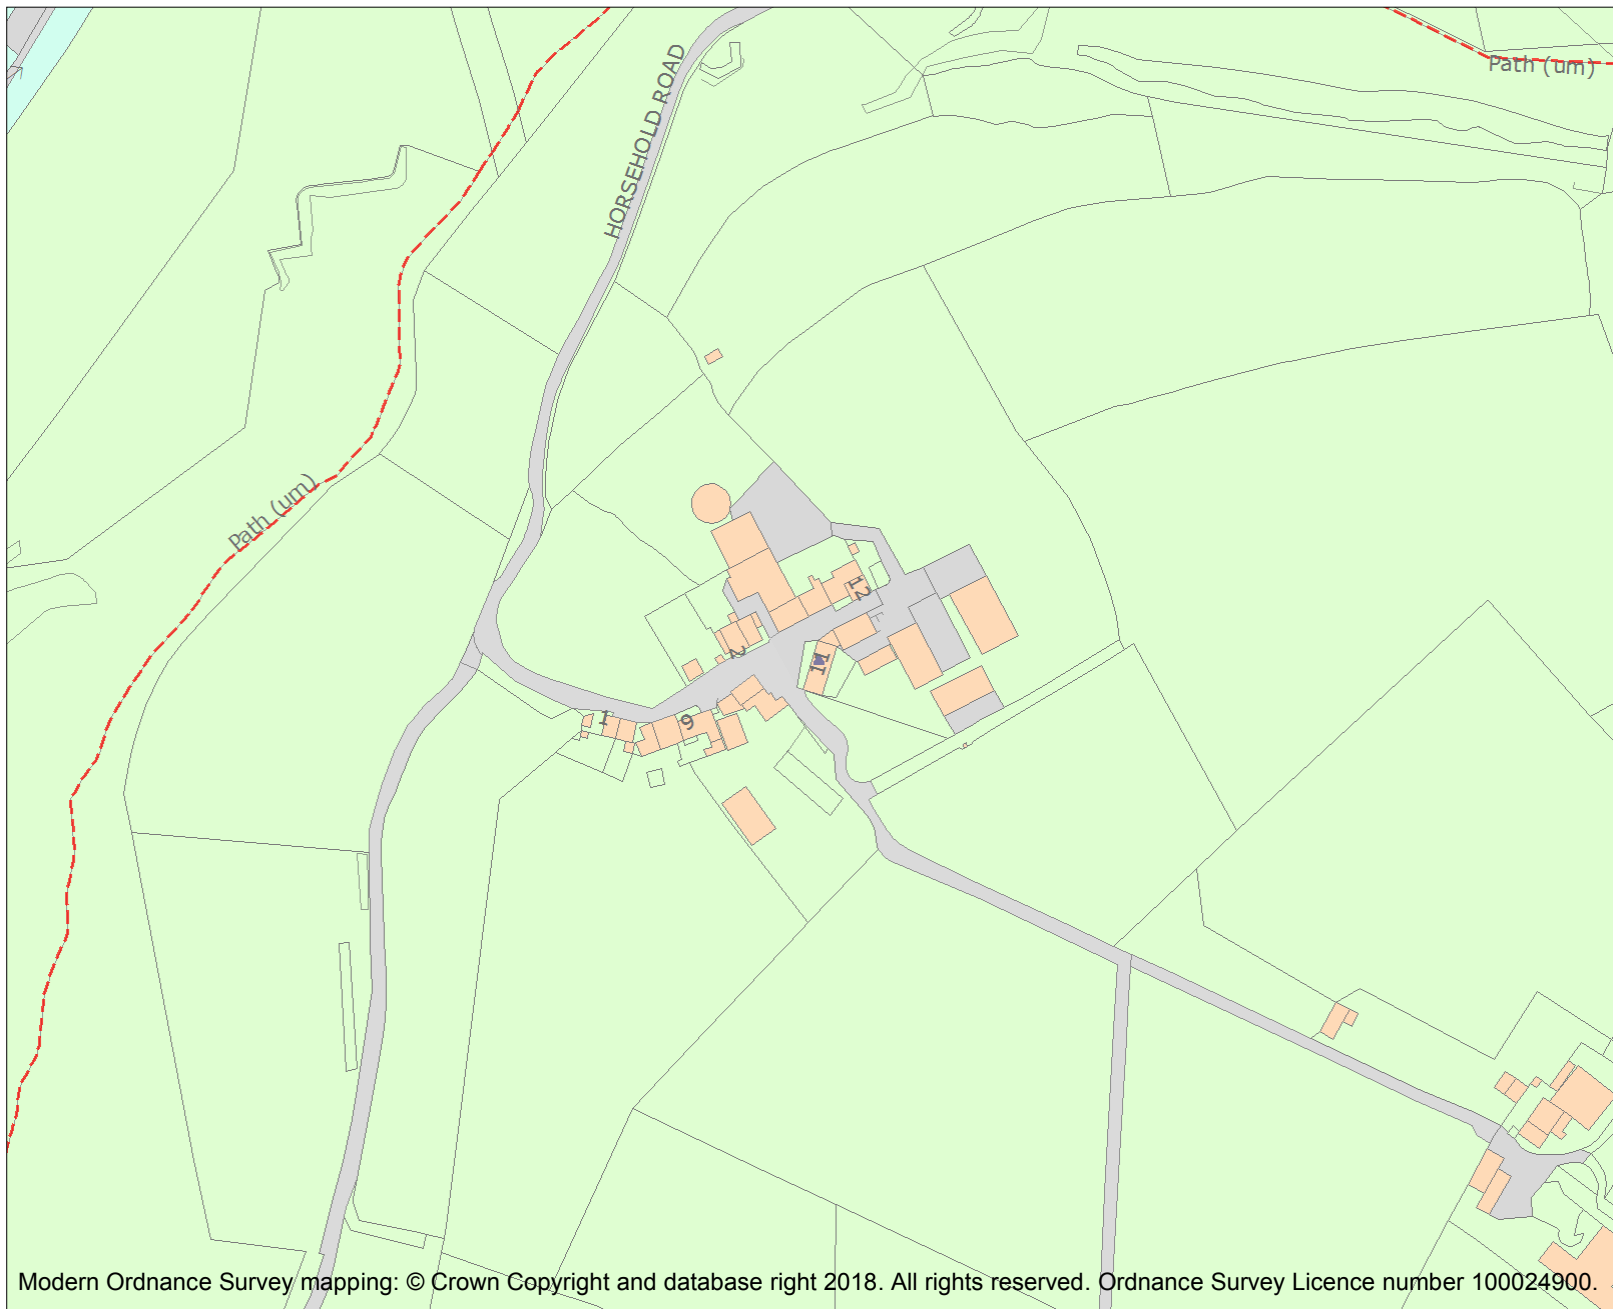 HORSEHOLD ROAD
Path (um)
Path (um)
12
2
11
1
9
Modern Ordnance Survey mapping: © Crown Copyright and database right 2018. All rights reserved. Ordnance Survey Licence number 100024900.